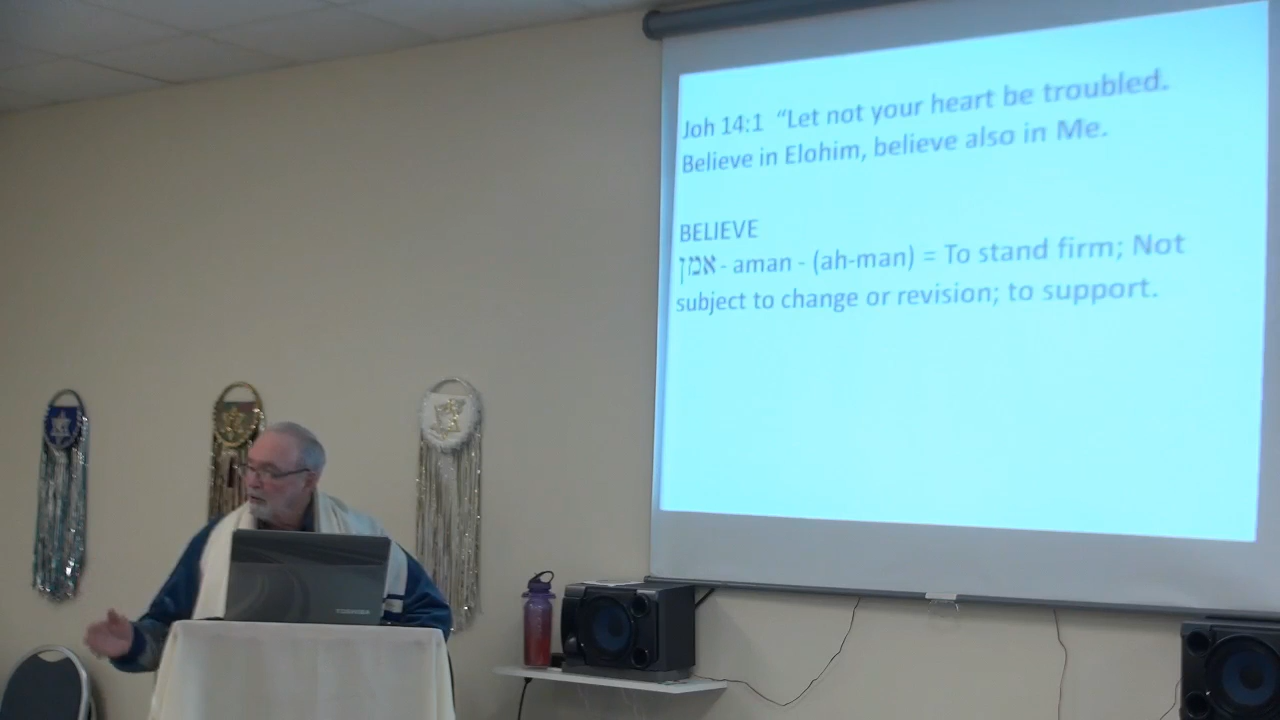 Joh 14:1 “Let not your heart be troubled.
Believe in Elohim, believe also in Me.
BELIEVE
אמן - aman - (ah-man) = To stand firm; Not
subject to change or revision; to support.
TOSHIBA